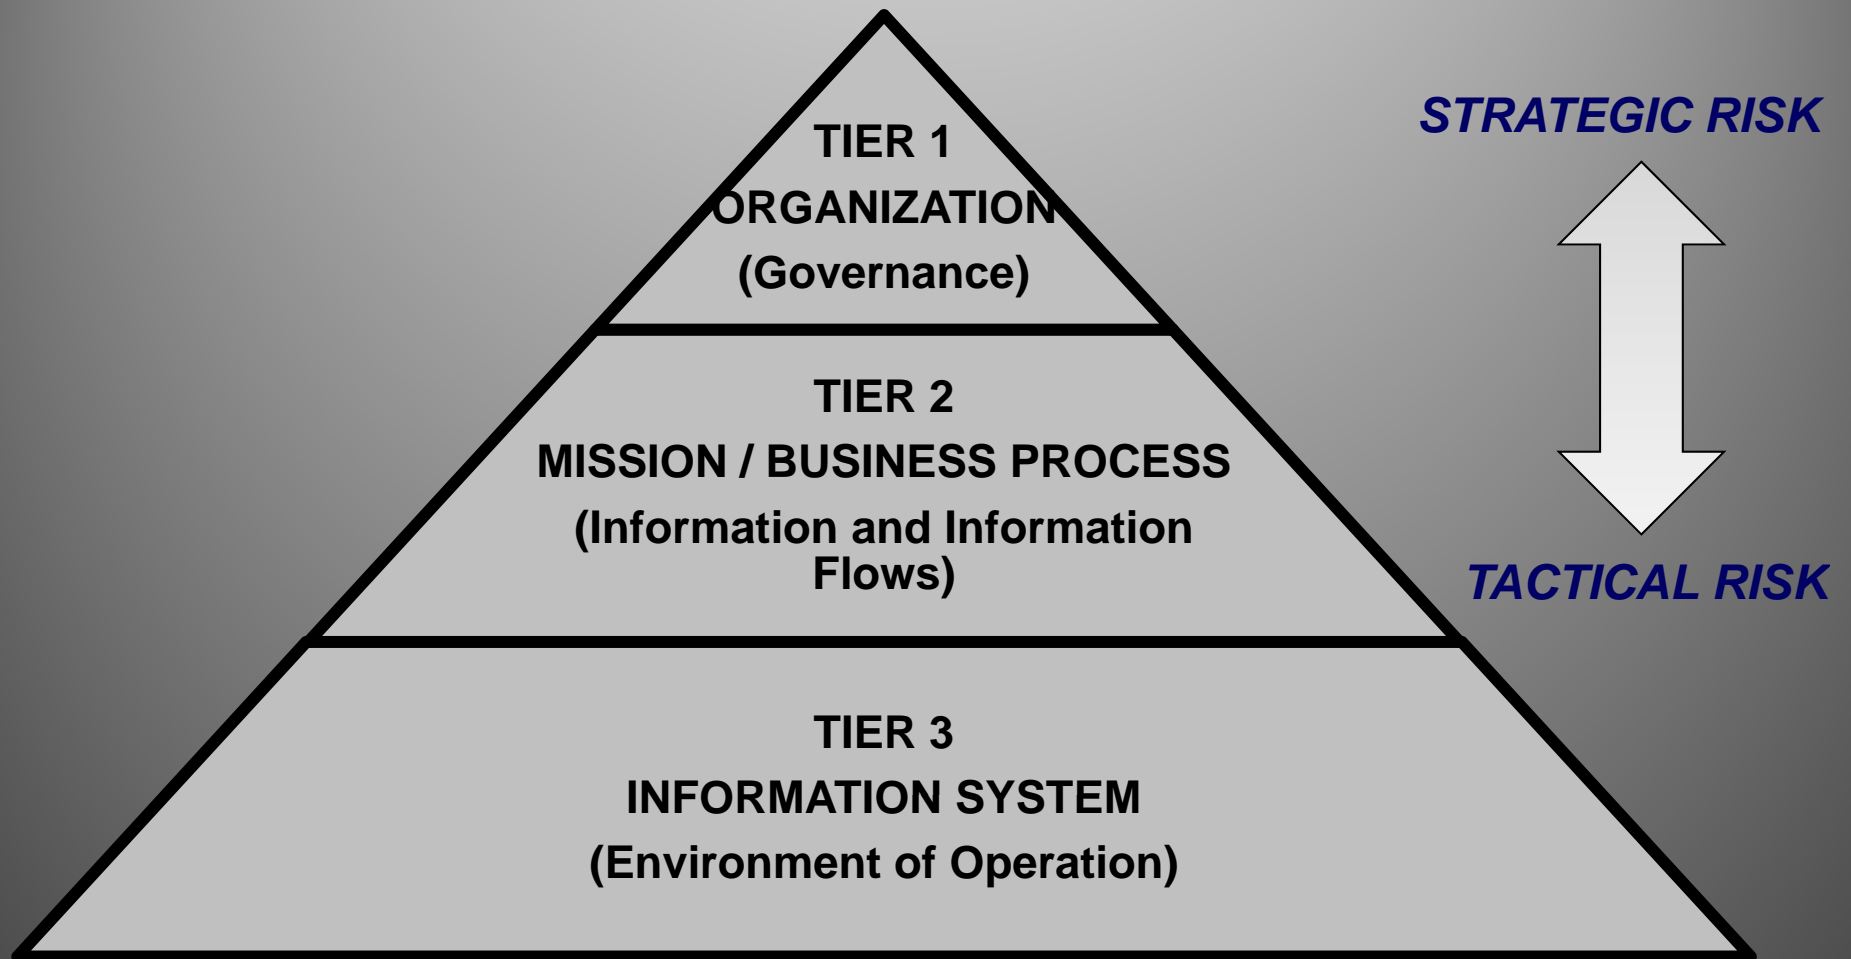 TIER 1
ORGANIZATION
(Governance)
STRATEGIC RISK
TIER 2
MISSION / BUSINESS PROCESS
(Information and Information
Flows)
TACTICAL RISK
TIER 3
INFORMATION SYSTEM
(Environment of Operation)